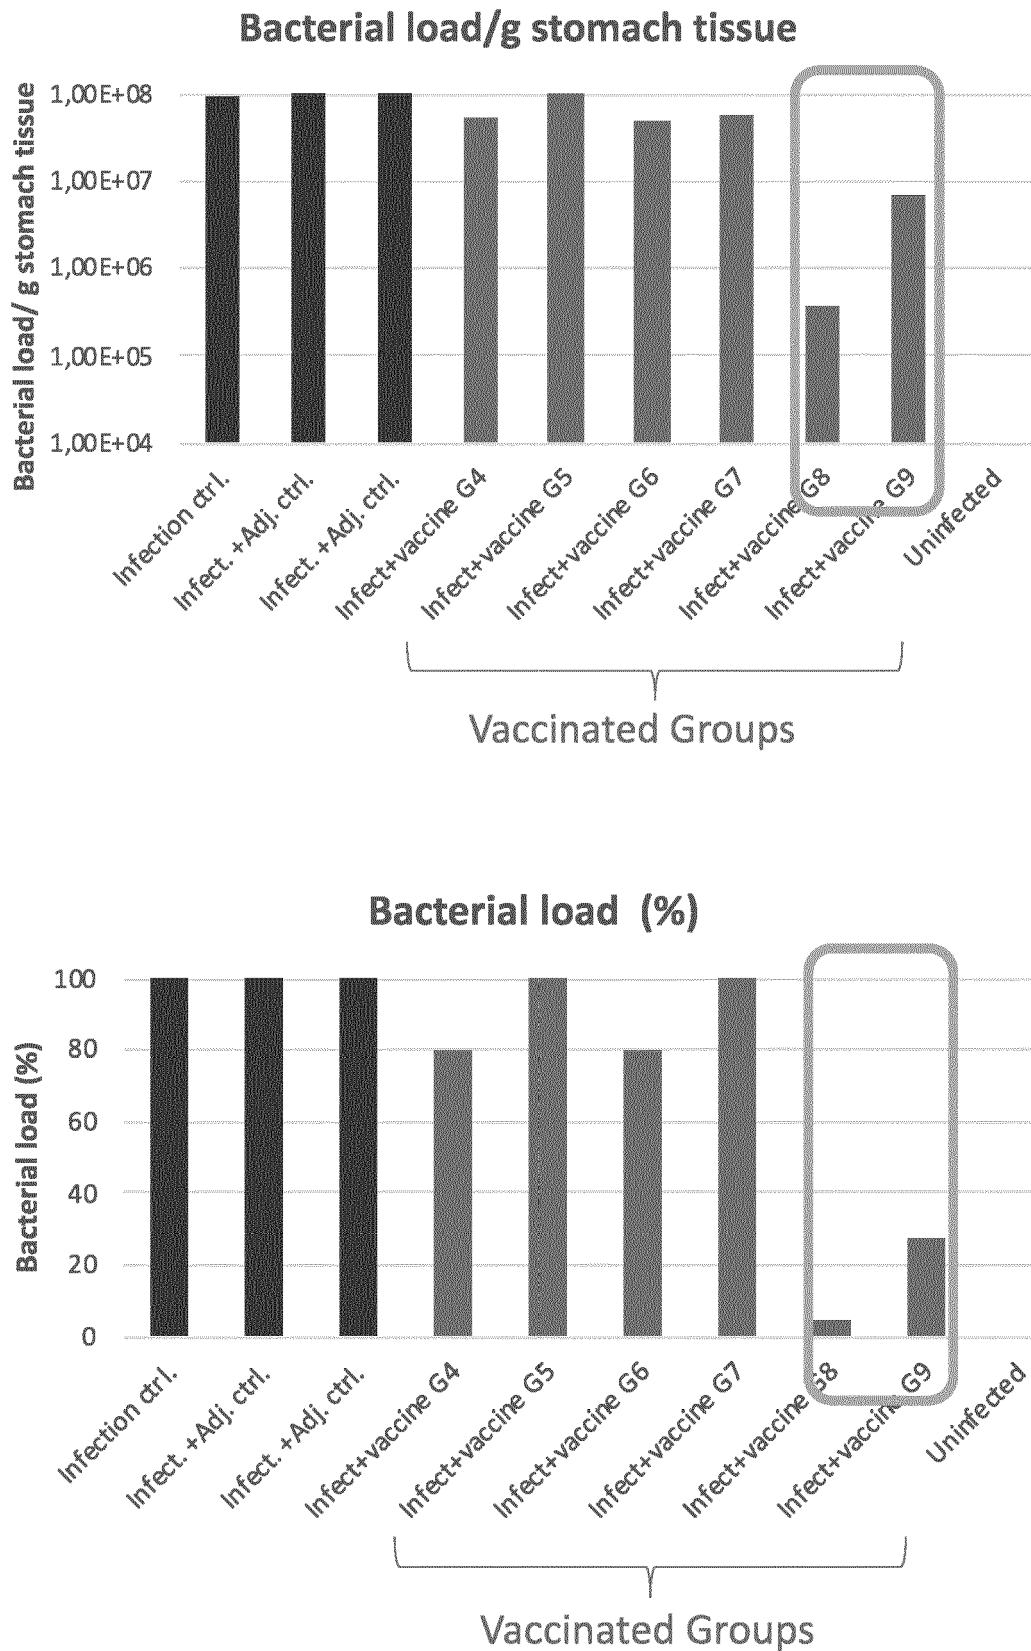 Bacterial load/g stomach tissue
Bacterial load/ g stomach tissue
1,00E+08
1,00E+07
1,00E+06
1,00E+05
1,00E+04
Infection ctrl.
Infect. +Adj. ctrl.
Infect. +Adj. ctrl.
Infect+vaccine G4
Infect+vaccine G5
Infect+vaccine G6
Infect+vaccine G7
Infect+vaccine G8
Infect+vaccine G9
Uninfected
Vaccinated Groups
Bacterial load (%)
Bacterial load (%)
100
80
60
40
20
0
Infection ctrl.
Infect. +Adj. ctrl.
Infect. +Adj. ctrl.
Infect+vaccine G4
Infect+vaccine G5
Infect+vaccine G6
Infect+vaccine G7
Infect+vaccine G8
Infect+vaccine G9
Uninfected
Vaccinated Groups